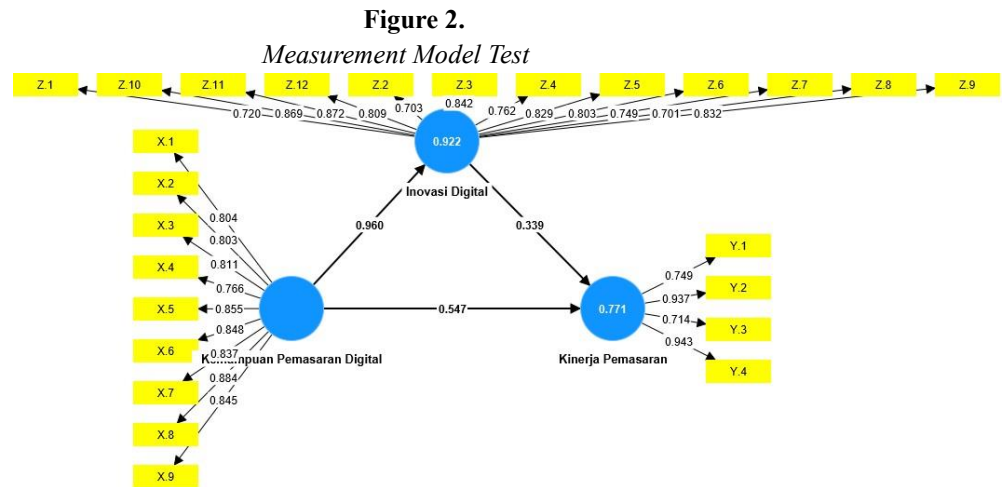 Figure 2.
Measurement Model Test
Z.1 Z.10 Z.11 Z.12 Z.2 Z.3 Z.4 Z.5 Z.6 Z.7 Z.8 Z.9
0.720 0.869 0.872 0.809 0.703 0.842 0.762 0.829 0.803 0.749 0.701 0.832
0.922
Inovasi Digital
X.1
X.2
X.3
X.4
X.5
X.6
X.7
X.8
X.9
0.804
0.803
0.811
0.766
0.855
0.848
0.837
0.884
0.845
Pemasaran Digital
0.960
0.339
0.547
0.771
Kinerja Pemasaran
0.749
0.937
0.714
0.943
Y.1
Y.2
Y.3
Y.4